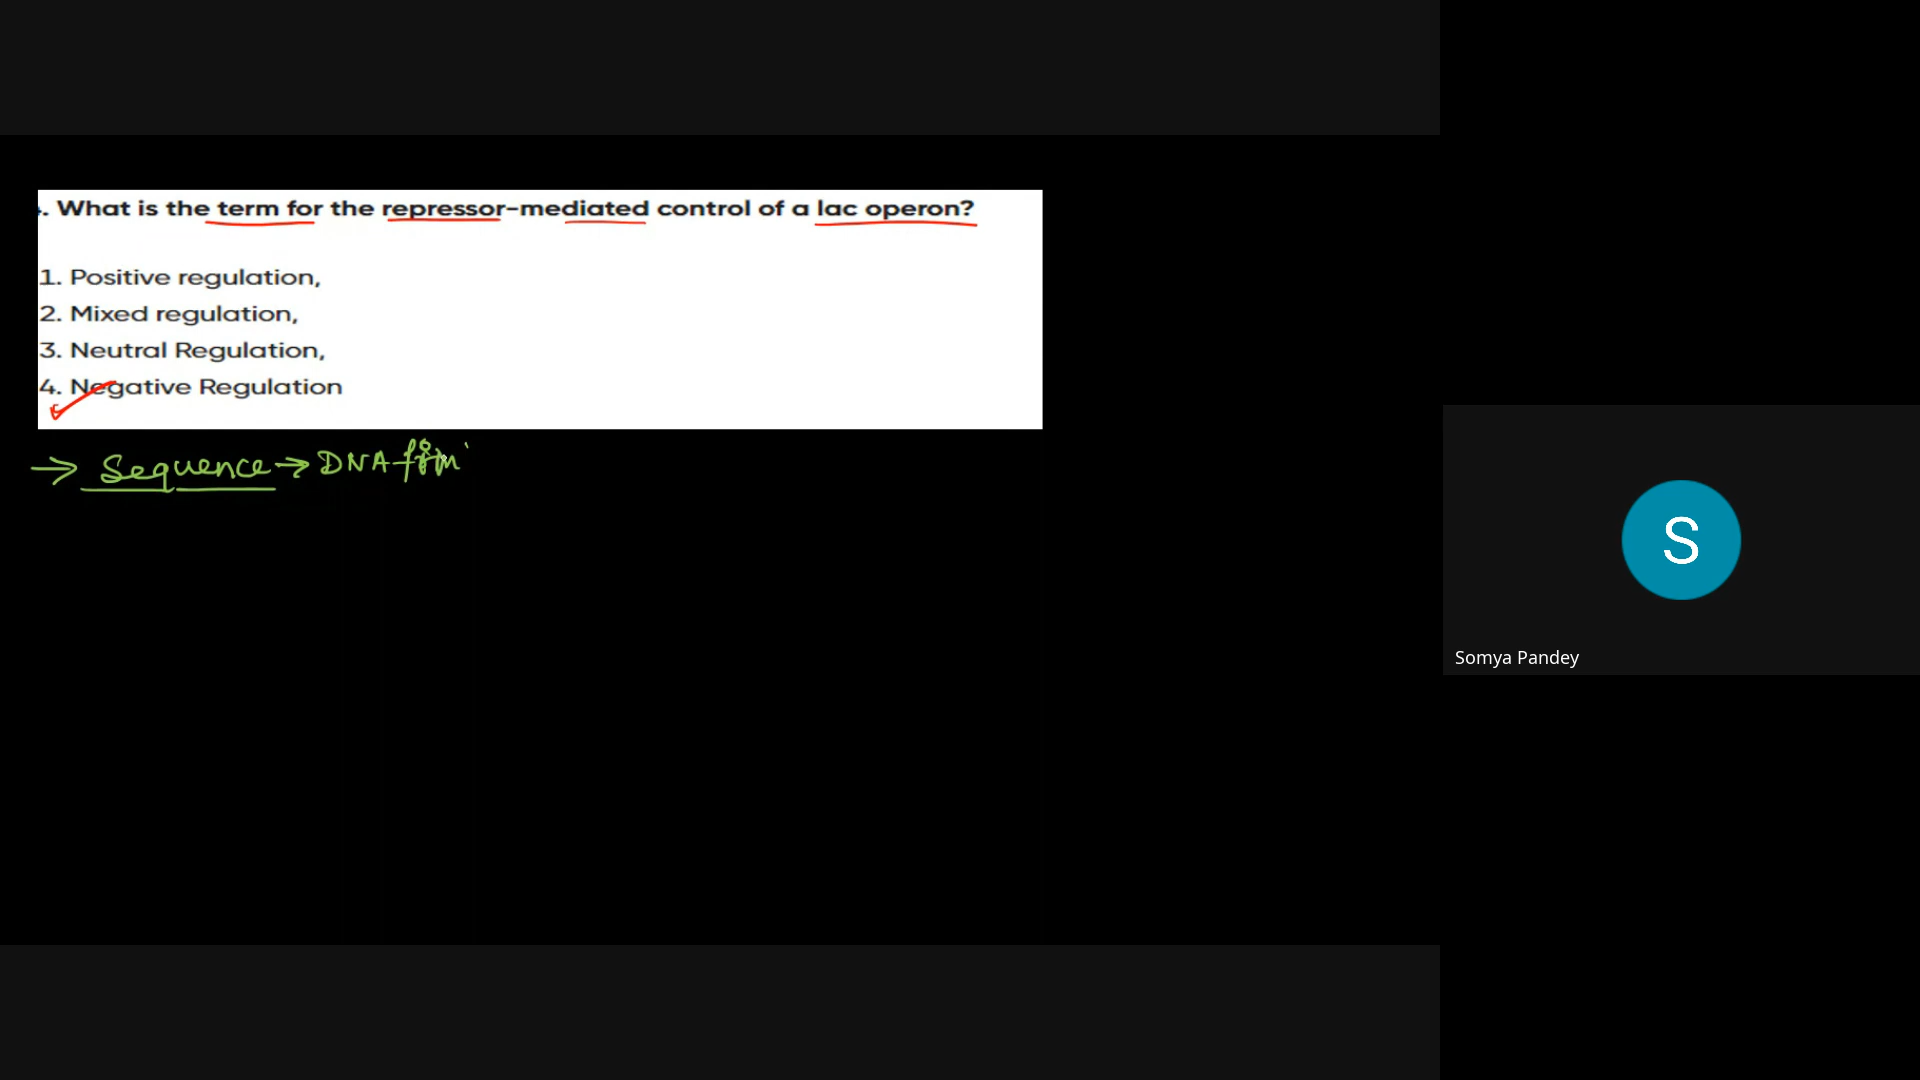 . What is the term for the repressor-mediated control of a lac operon?
1. Positive regulation,
2. Mixed regulation,
3. Neutral Regulation,
4. Negative Regulation
→ Sequence → DNA
S
Somya Pandey